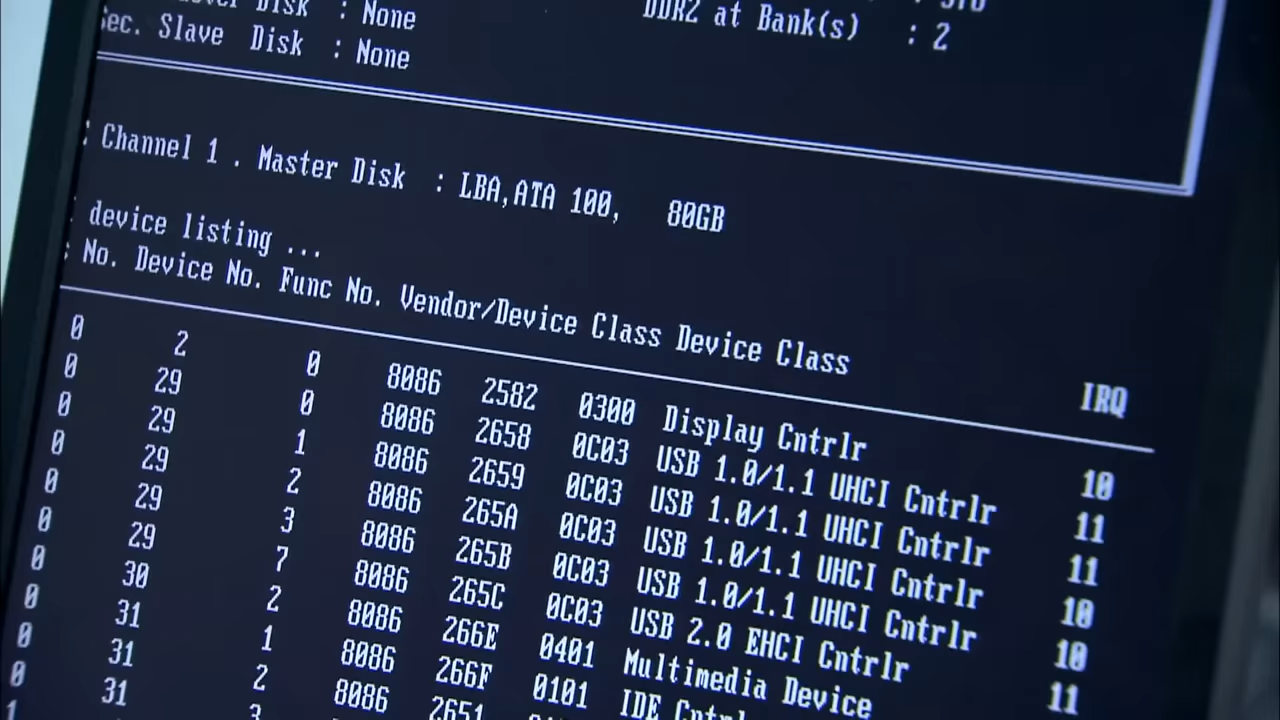 Disk : None
Sec. Slave Disk : None DDR2 at Bank(s) : 2
Channel 1 . Master Disk : LBA,ATA 100, 80GB
device listing ...
No. Device No. Func No. Vendor/Device Class Device Class IRQ
0 2 0 8086 2582 0300 Display Cntrlr 10
0 29 0 8086 2658 0C03 USB 1.0/1.1 UHCI Cntrlr 11
0 29 1 8086 2659 0C03 USB 1.0/1.1 UHCI Cntrlr 11
0 29 2 8086 265A 0C03 USB 1.0/1.1 UHCI Cntrlr 10
0 29 3 8086 265B 0C03 USB 1.0/1.1 UHCI Cntrlr 10
0 29 7 8086 265C 0C03 USB 2.0 EHCI Cntrlr 11
0 30 2 8086 266E 0401 Multimedia Device
0 31 1 8086 266F 0101 IDE
0 31 2 8086 2651
0 31 3
1